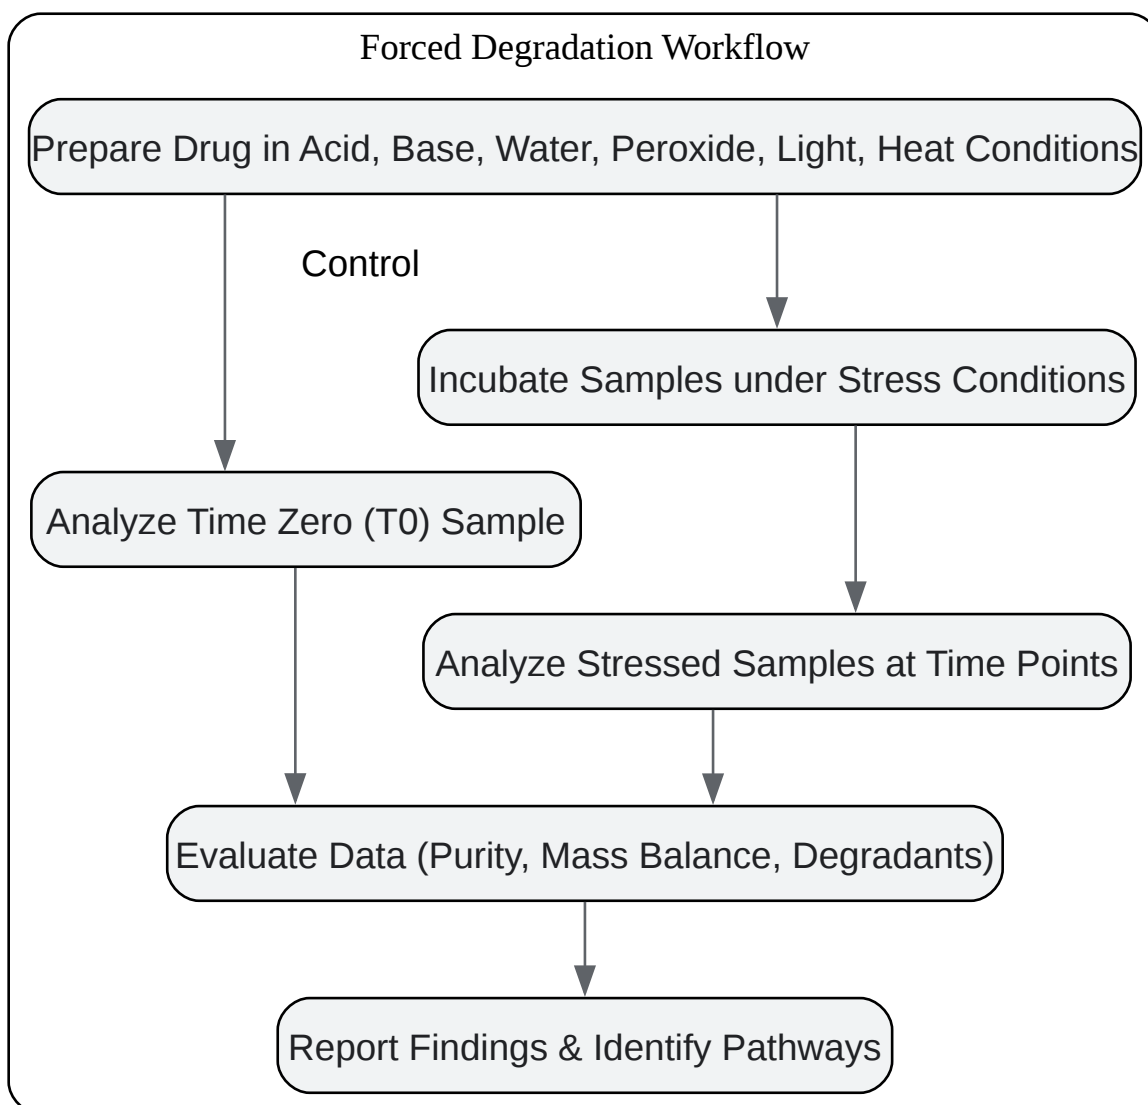 Forced Degradation Workflow
Prepare Drug in Acid, Base, Water, Peroxide, Light, Heat Conditions
Control
Incubate Samples under Stress Conditions
Analyze Time Zero (T0) Sample
Analyze Stressed Samples at Time Points
Evaluate Data (Purity, Mass Balance, Degradants)
Report Findings & Identify Pathways